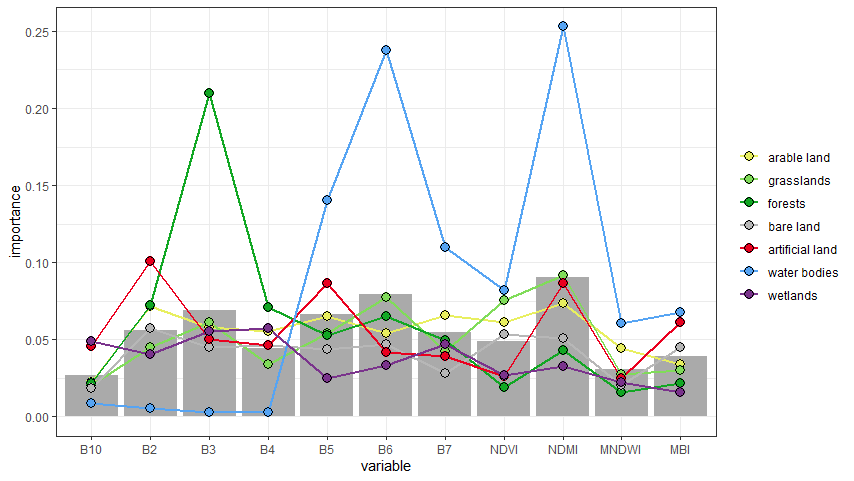 0.25
0.20
0.15
0.10
0.05
0.00
importance
B10 B2 B3 B4 B5 B6 B7 NDVI NDMI MNDWI MBI
variable
arable land
grasslands
forests
bare land
artificial land
water bodies
wetlands